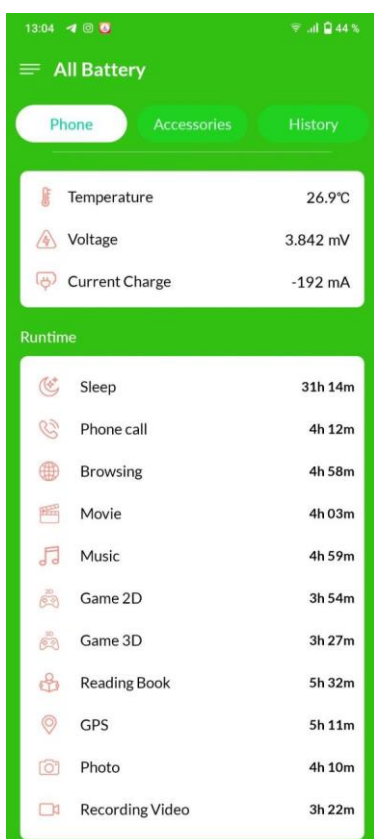 13:04 44 %
All Battery
Phone Accessories History
Temperature 26.9°C
Voltage 3.842 mV
Current Charge -192 mA
Runtime
Sleep 31h 14m
Phone call 4h 12m
Browsing 4h 58m
Movie 4h 03m
Music 4h 59m
2D
Game 2D 3h 54m
3D
Game 3D 3h 27m
Reading Book 5h 32m
GPS 5h 11m
Photo 4h 10m
Recording Video 3h 22m